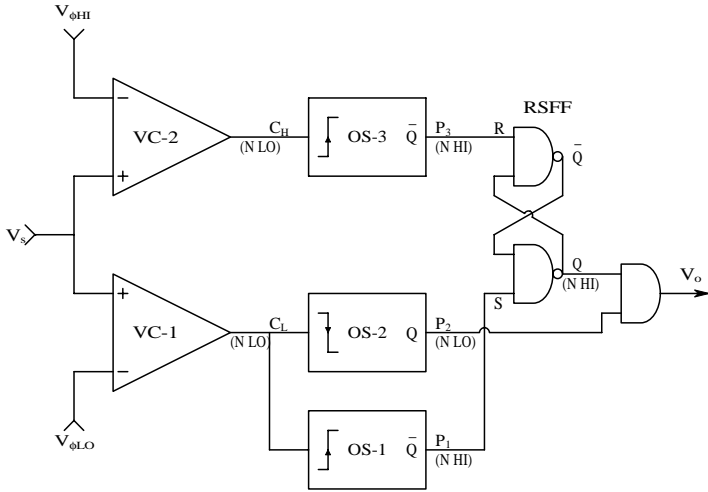 VϕHI
RSFF
−
VC-2
+
CH
(N LO)
OS-3
Q̄
P3
(N HI)
R
Q̄
Vs
+
VC-1
−
CL
(N LO)
OS-2
Q
P2
(N LO)
S
Q
(N HI)
Vo
VϕLO
OS-1
Q̄
P1
(N HI)